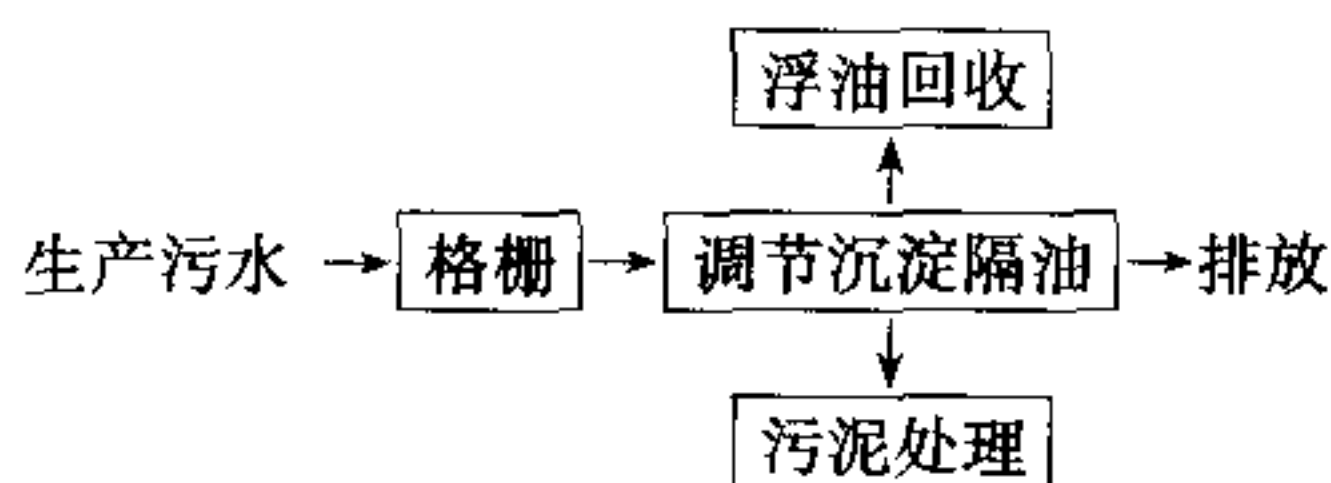 浮油回收
生产污水 → 格栅 → 调节沉淀隔油 → 排放
污泥处理